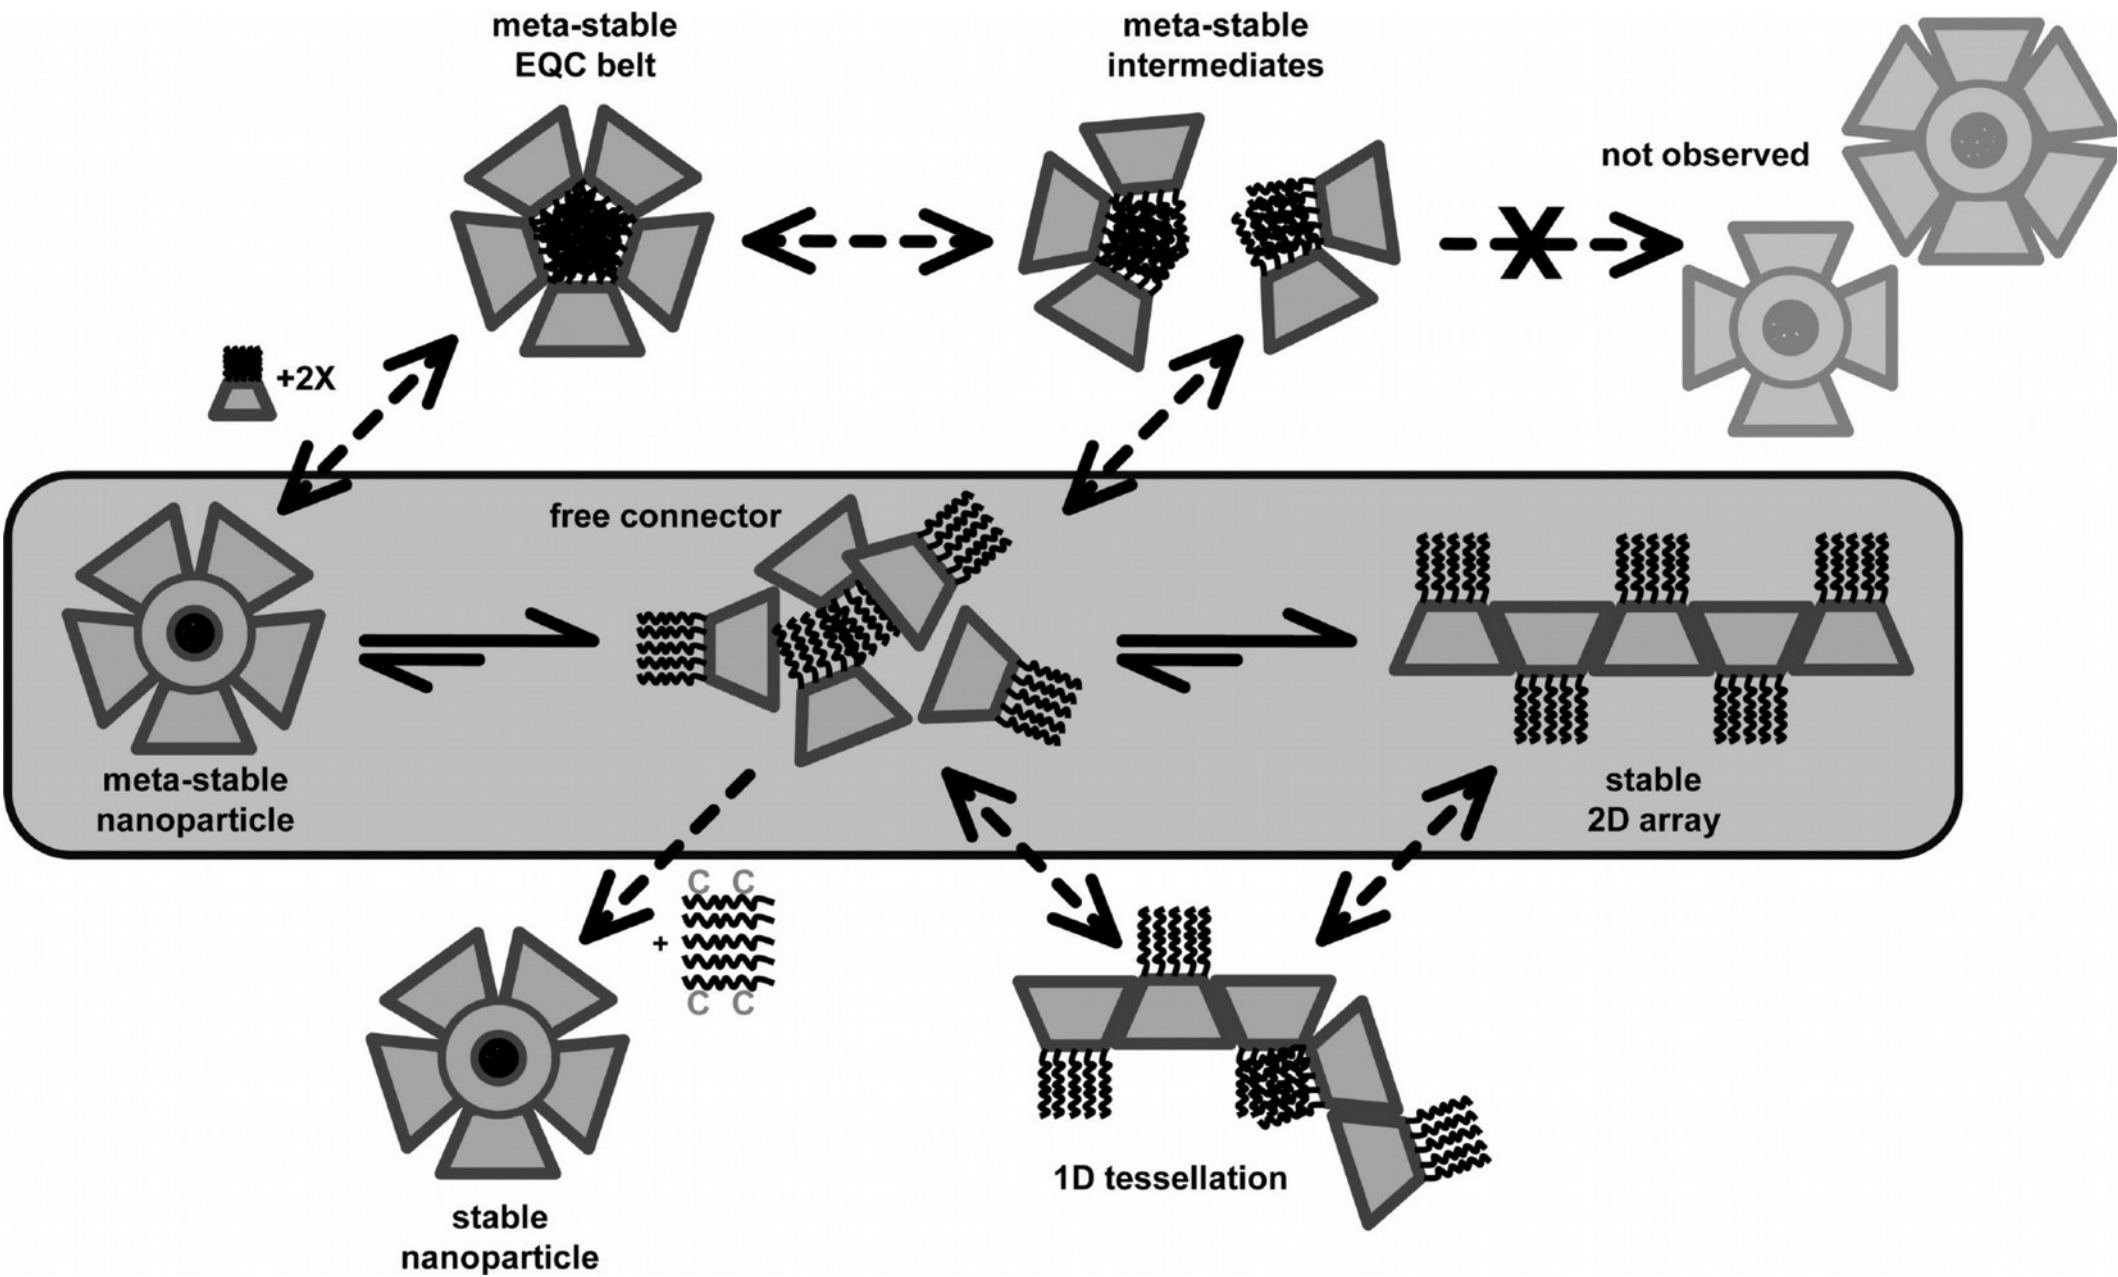 meta-stable
EQC belt
meta-stable
intermediates
not observed
X
+2X
free connector
meta-stable
nanoparticle
stable
2D array
C C
+
C C
1D tessellation
stable
nanoparticle